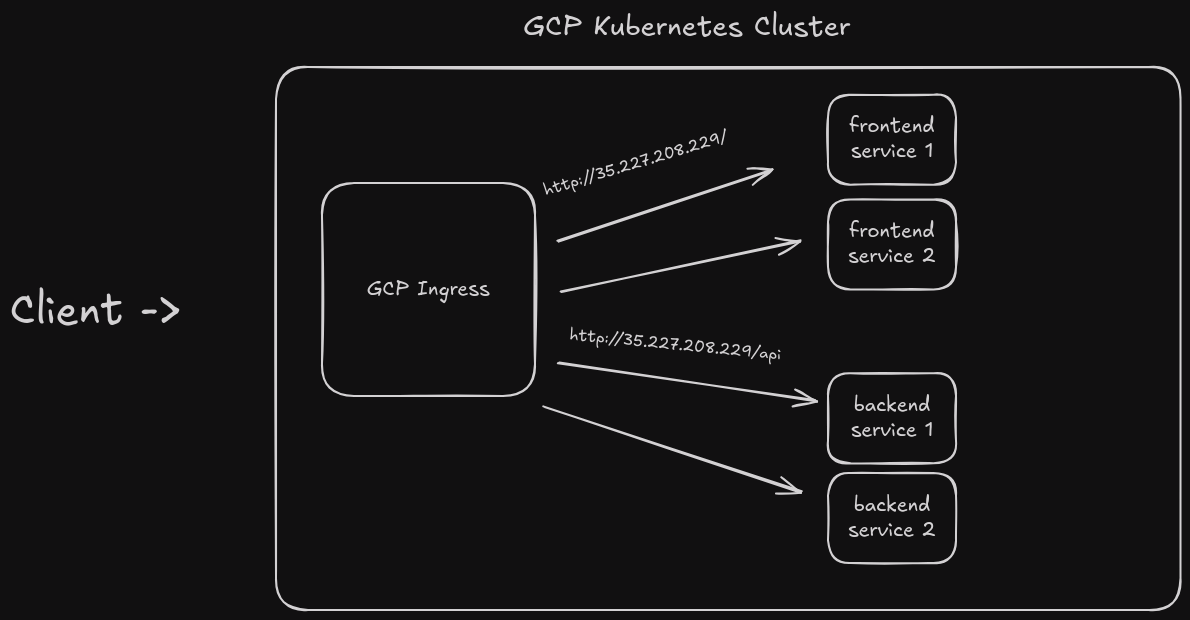 GCP Kubernetes Cluster
frontend
service 1
http://35.227.208.229/
frontend
service 2
GCP Ingress
Client ->
http://35.227.208.229/api
backend
service 1
backend
service 2